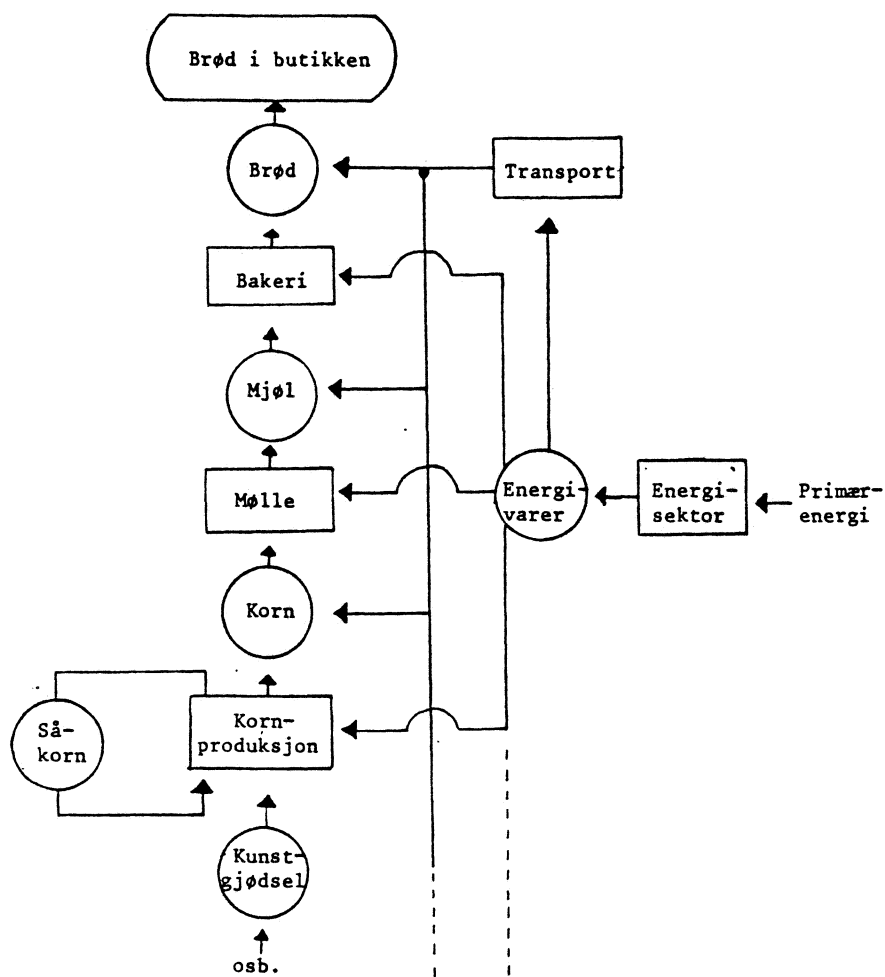 Brød i butikken
Brød
Transport
Bakeri
Mjøl
Mølle
Energi-
varer
Energi-
sektor
Primær-
energi
Korn
Så-
korn
Korn-
produksjon
Kunst-
gjødsel
osb.